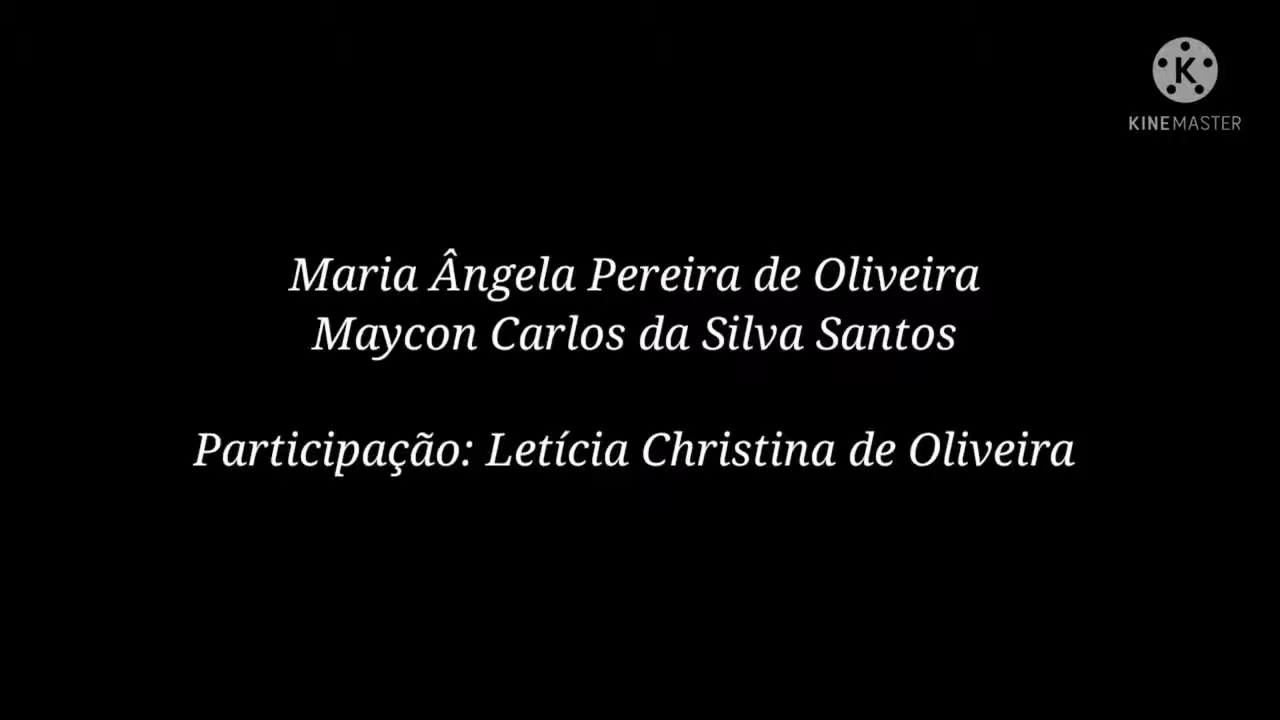 K
KINEMASTER
Maria Ângela Pereira de Oliveira
Maycon Carlos da Silva Santos
Participação: Letícia Christina de Oliveira